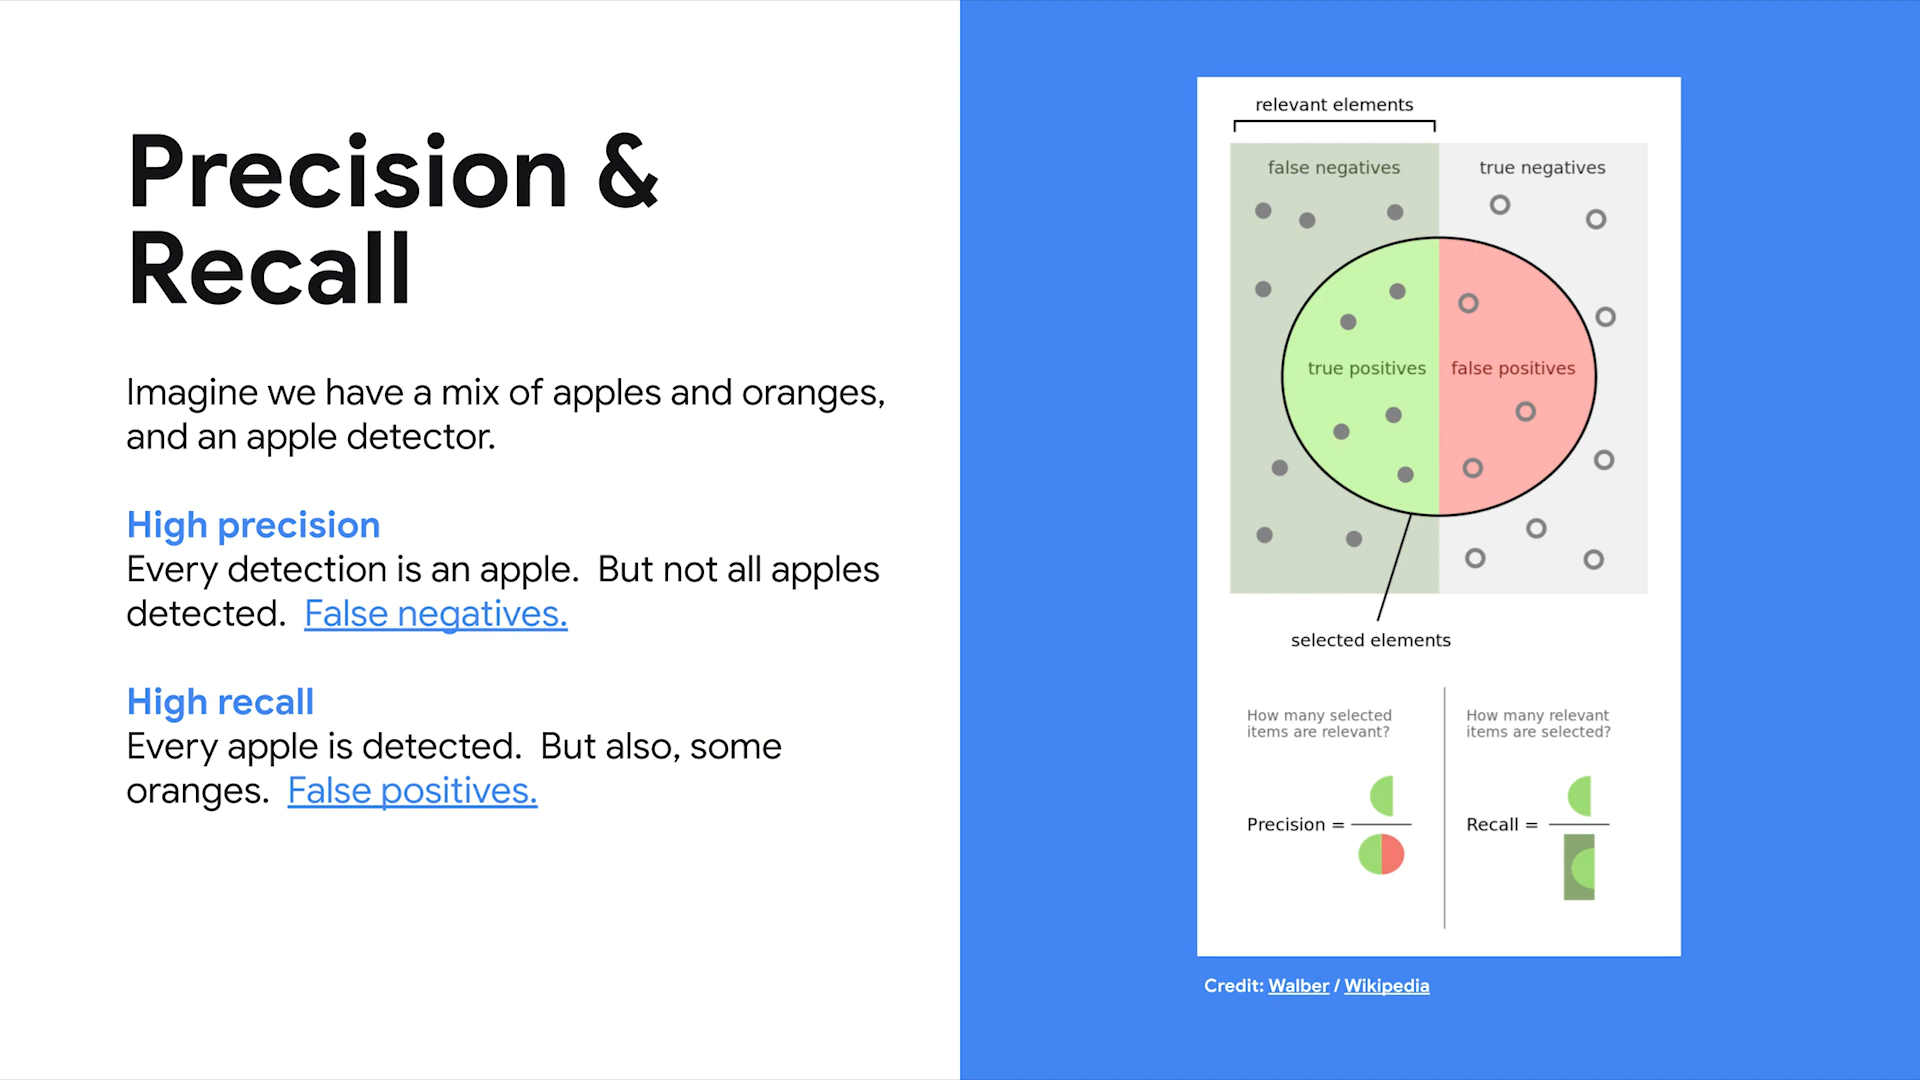 Precision &
Recall
Imagine we have a mix of apples and oranges,
and an apple detector.
High precision
Every detection is an apple.  But not all apples
detected.  False negatives.
High recall
Every apple is detected.  But also, some
oranges.  False positives.
relevant elements
false negatives
true negatives
true positives
false positives
selected elements
How many selected
items are relevant?
How many relevant
items are selected?
Precision =
Recall =
Credit: Walber / Wikipedia